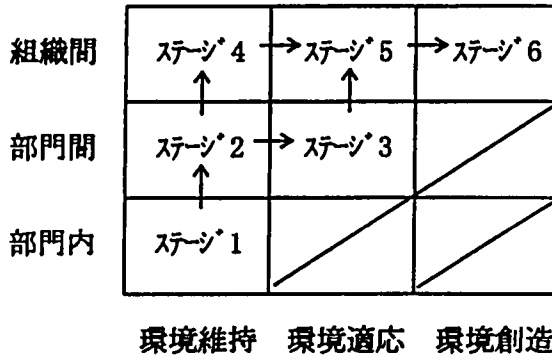 組織間 ステージ4 → ステージ5 → ステージ6
部門間 ステージ2 → ステージ3
部門内 ステージ1
環境維持 環境適応 環境創造